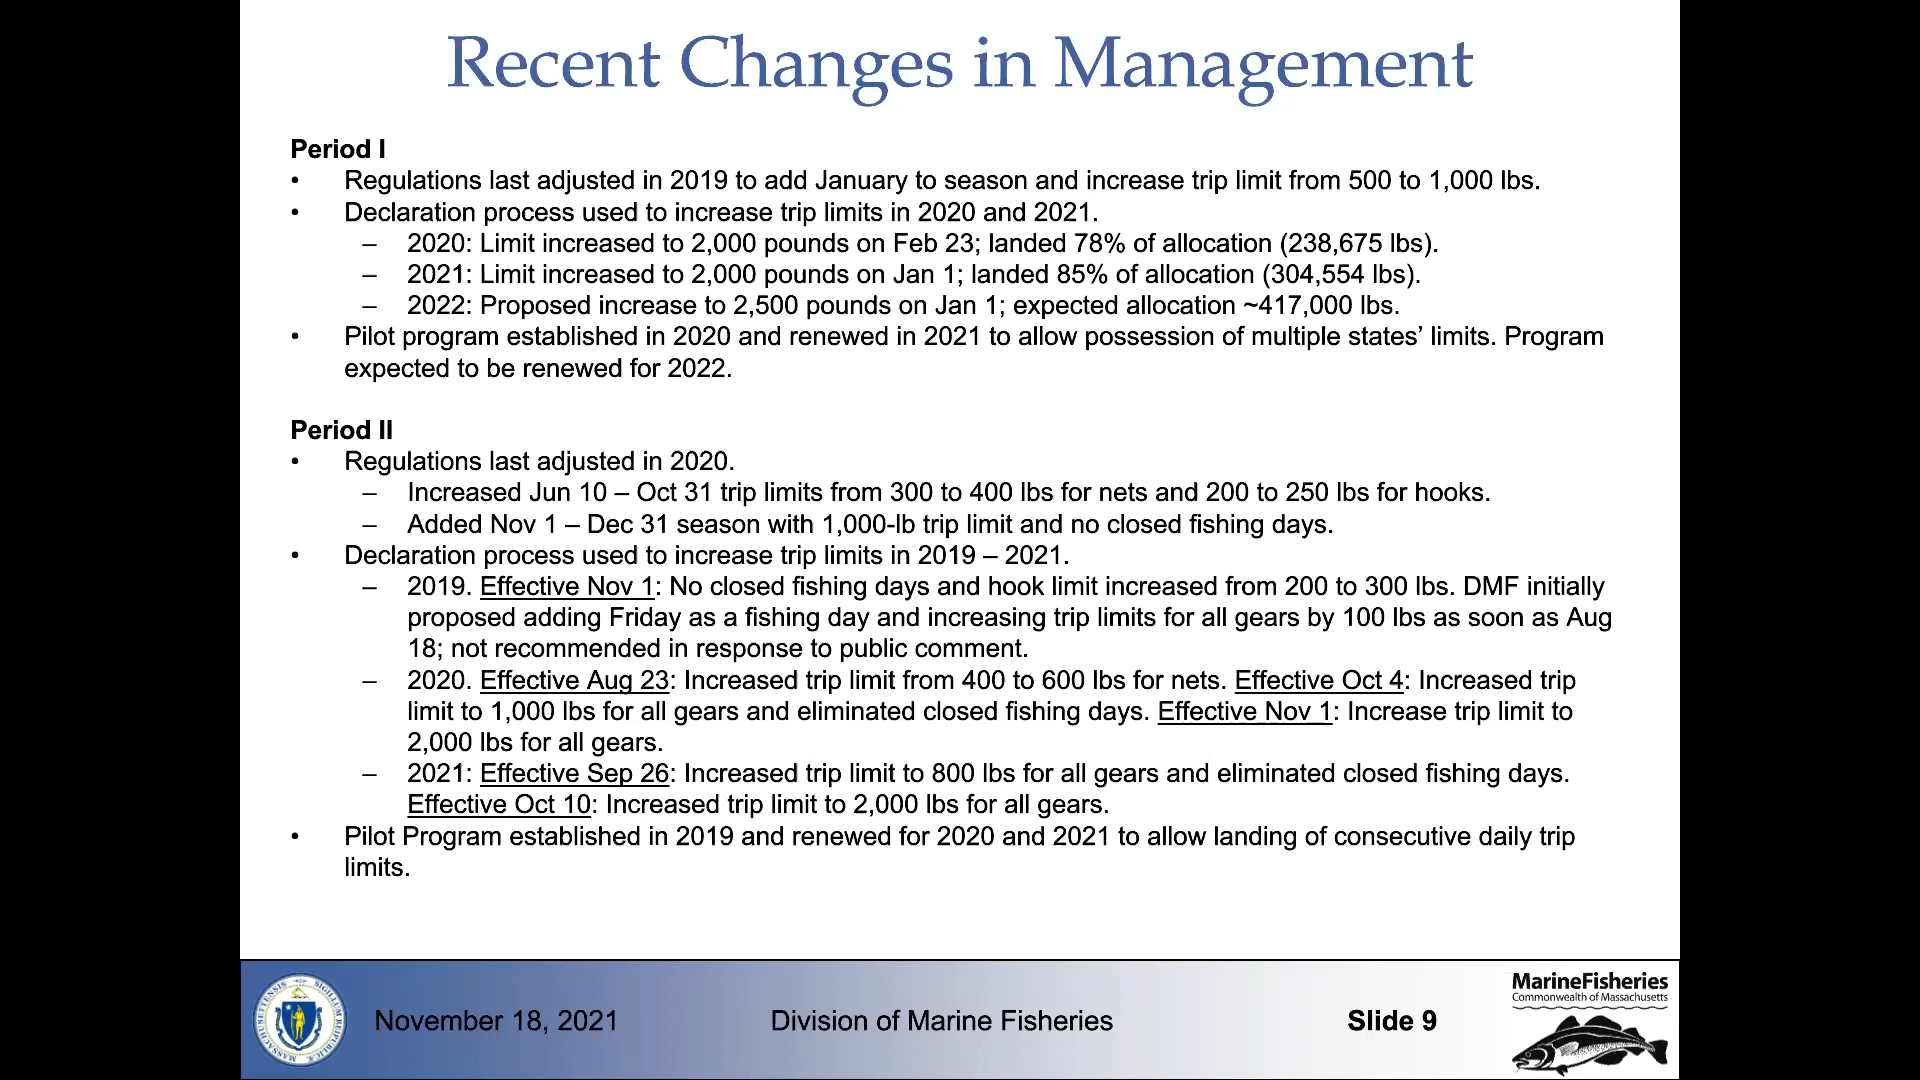 Recent Changes in Management
Period I
• Regulations last adjusted in 2019 to add January to season and increase trip limit from 500 to 1,000 lbs.
• Declaration process used to increase trip limits in 2020 and 2021.
– 2020: Limit increased to 2,000 pounds on Feb 23; landed 78% of allocation (238,675 lbs).
– 2021: Limit increased to 2,000 pounds on Jan 1; landed 85% of allocation (304,554 lbs).
– 2022: Proposed increase to 2,500 pounds on Jan 1; expected allocation ~417,000 lbs.
• Pilot program established in 2020 and renewed in 2021 to allow possession of multiple states’ limits. Program
expected to be renewed for 2022.
Period II
• Regulations last adjusted in 2020.
– Increased Jun 10 – Oct 31 trip limits from 300 to 400 lbs for nets and 200 to 250 lbs for hooks.
– Added Nov 1 – Dec 31 season with 1,000-lb trip limit and no closed fishing days.
• Declaration process used to increase trip limits in 2019 – 2021.
– 2019. Effective Nov 1: No closed fishing days and hook limit increased from 200 to 300 lbs. DMF initially
proposed adding Friday as a fishing day and increasing trip limits for all gears by 100 lbs as soon as Aug
18; not recommended in response to public comment.
– 2020. Effective Aug 23: Increased trip limit from 400 to 600 lbs for nets. Effective Oct 4: Increased trip
limit to 1,000 lbs for all gears and eliminated closed fishing days. Effective Nov 1: Increase trip limit to
2,000 lbs for all gears.
– 2021: Effective Sep 26: Increased trip limit to 800 lbs for all gears and eliminated closed fishing days.
Effective Oct 10: Increased trip limit to 2,000 lbs for all gears.
• Pilot Program established in 2019 and renewed for 2020 and 2021 to allow landing of consecutive daily trip
limits.
November 18, 2021
Division of Marine Fisheries
Slide 9
MarineFisheries
Commonwealth of Massachusetts